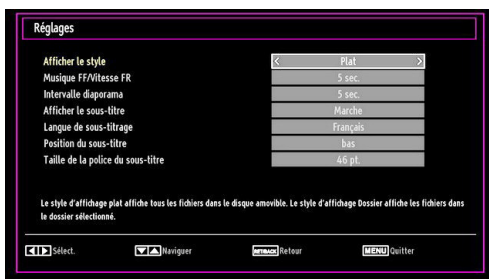 Réglages
Afficher le style Plat
Musique FF/Vitesse FR 5 sec.
Intervalle diaporama 5 sec.
Afficher le sous-titre Marche
Langue de sous-titrage Français
Position du sous-titre bas
Taille de la police du sous-titre 46 pt.
Le style d'affichage plat affiche tous les fichiers dans le disque amovible. Le style d'affichage Dossier affiche les fichiers dans
le dossier sélectionné.
Sélect. Naviguer RETBACK Retour MENU Quitter